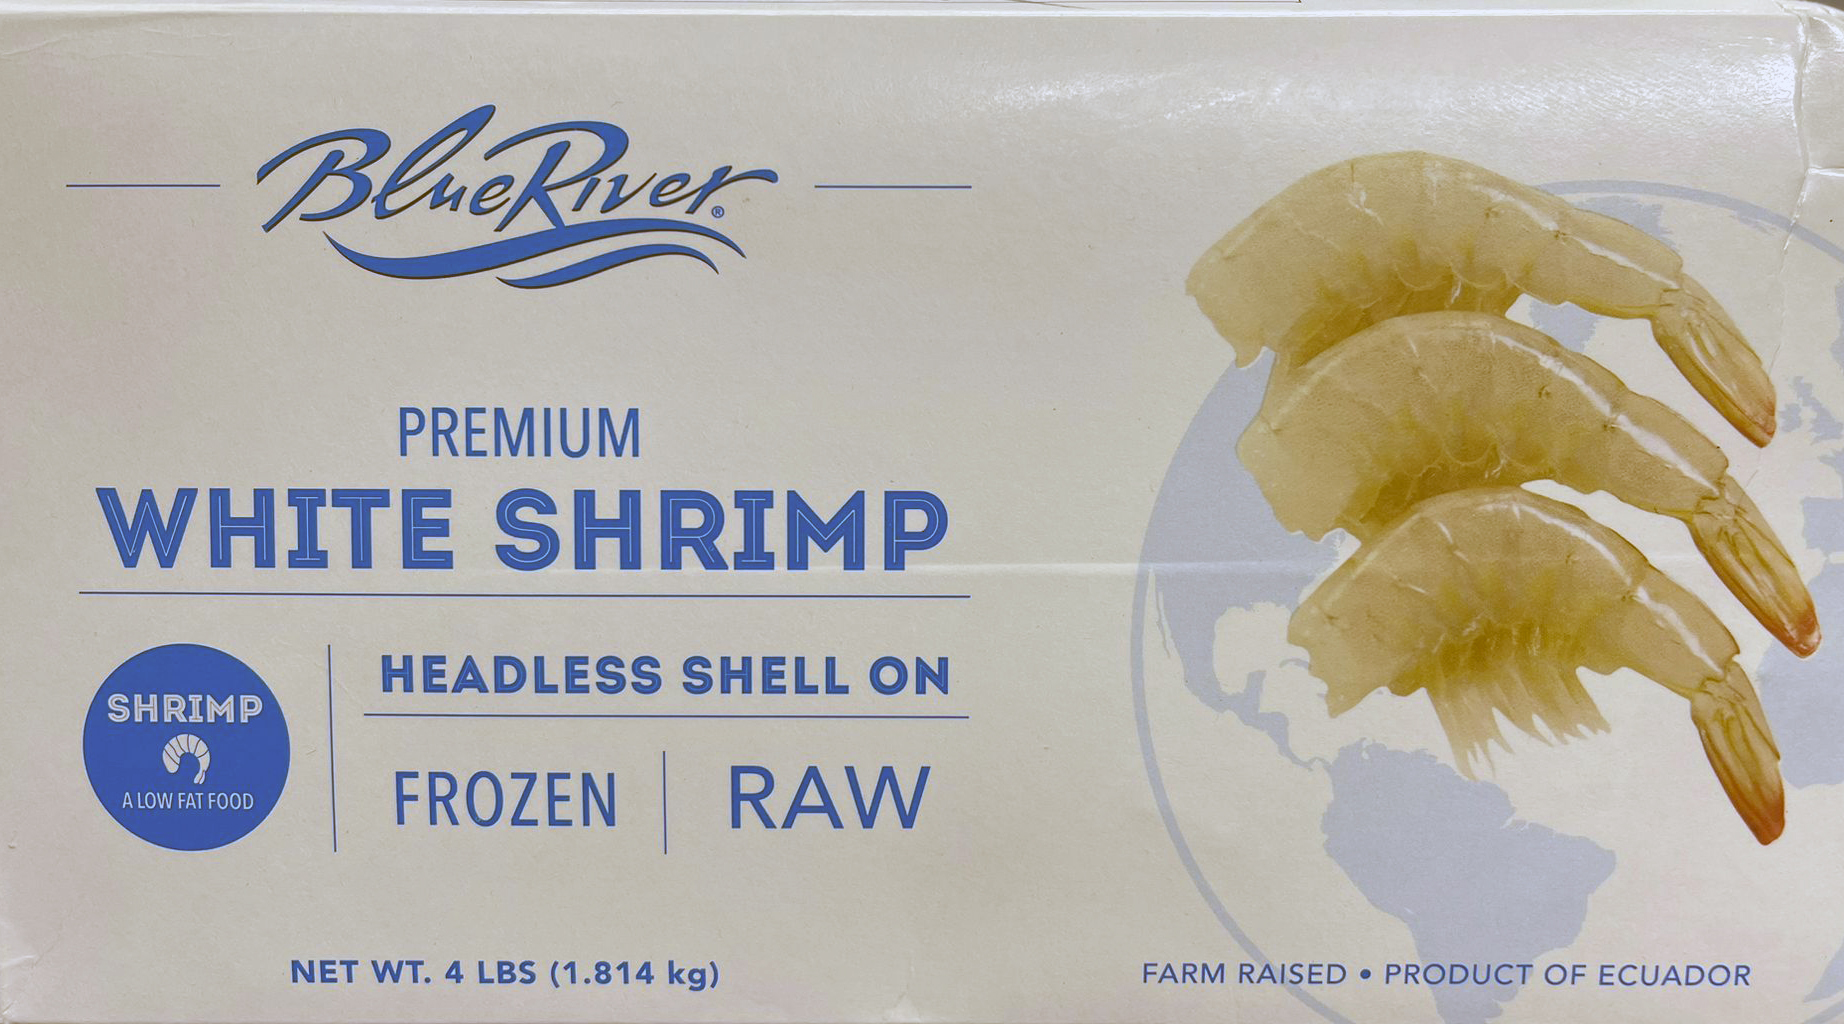 BlueRiver®
PREMIUM
WHITE SHRIMP
SHRIMP
A LOW FAT FOOD
HEADLESS SHELL ON
FROZEN
RAW
NET WT. 4 LBS (1.814 kg)
FARM RAISED • PRODUCT OF ECUADOR